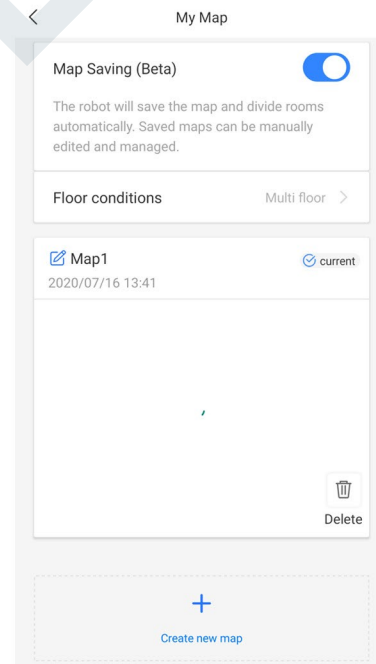 My Map
Map Saving (Beta)
The robot will save the map and divide rooms
automatically. Saved maps can be manually
edited and managed.
Floor conditions
Multi floor
Map1
current
2020/07/16 13:41
Delete
Create new map